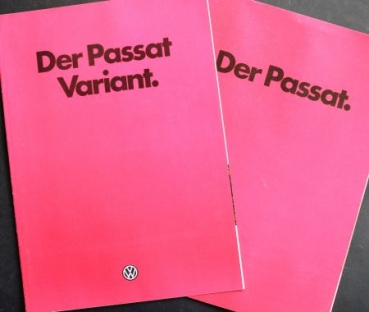 Der Passat
Variant.
Der Passat.